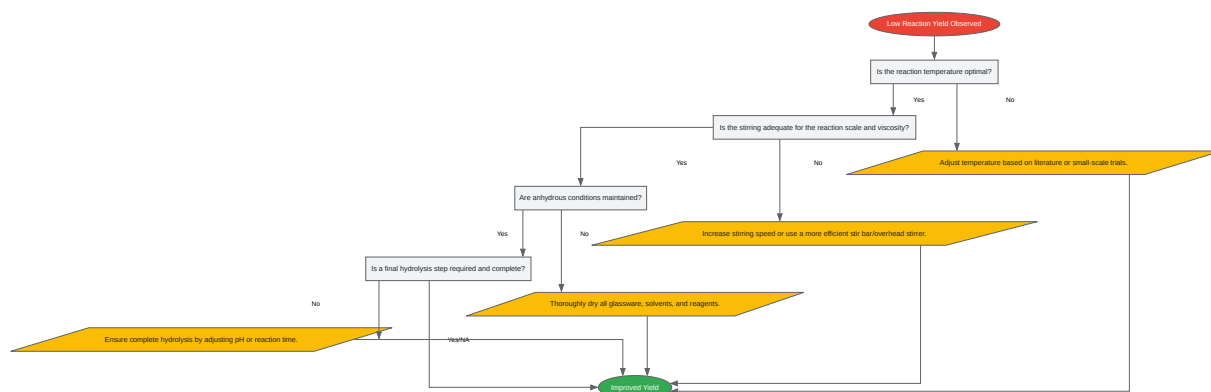 Low Reaction Yield Observed
Is the reaction temperature optimal?
Yes
No
Is the stirring adequate for the reaction scale and viscosity?
Yes
No
Adjust temperature based on literature or small-scale trials.
Are anhydrous conditions maintained?
Yes
No
Increase stirring speed or use a more efficient stir bar/overhead stirrer.
Is a final hydrolysis step required and complete?
No
Thoroughly dry all glassware, solvents, and reagents.
Ensure complete hydrolysis by adjusting pH or reaction time.
Yes/NA
Improved Yield